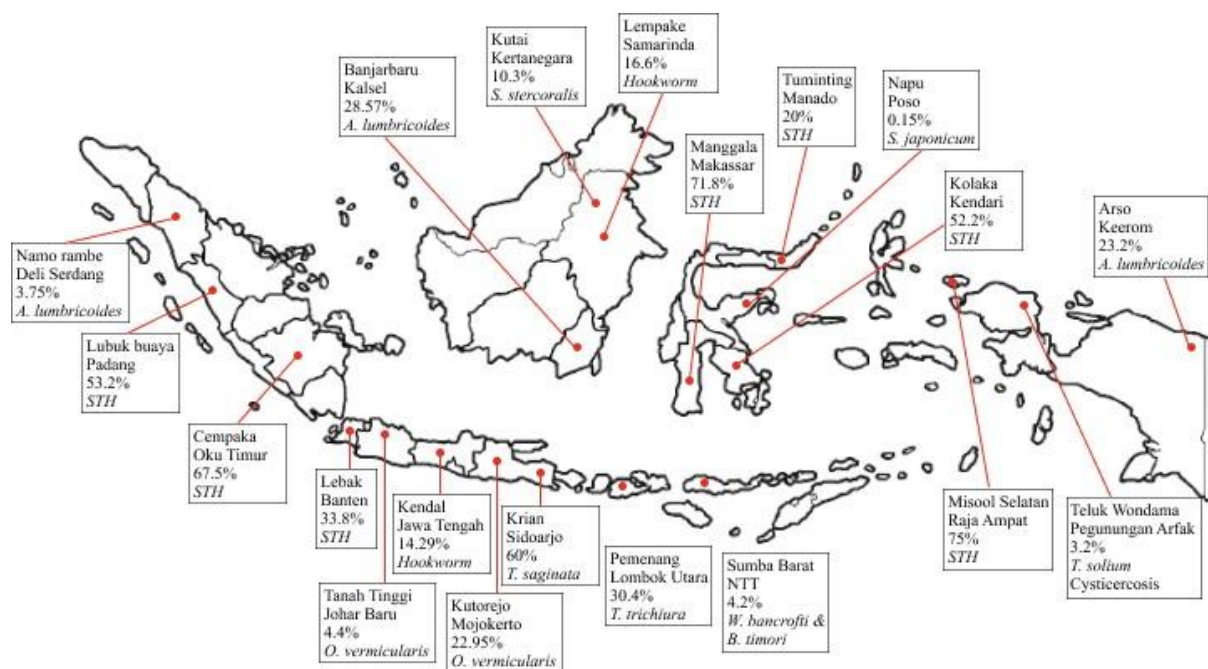 Kutai
Kertanegara
10.3%
S. stercoralis
Lempake
Samarinda
16.6%
Hookworm
Banjarbaru
Kalsel
28.57%
A. lumbricoides
Tuminting
Manado
20%
STH
Napu
Poso
0.15%
S. japonicum
Manggala
Makassar
71.8%
STH
Kolaka
Kendari
52.2%
STH
Arso
Keerom
23.2%
A. lumbricoides
Namo rambe
Deli Serdang
3.75%
A. lumbricoides
Lubuk buaya
Padang
53.2%
STH
Cempaka
Oku Timur
67.5%
STH
Lebak
Banten
33.8%
STH
Kendal
Jawa Tengah
14.29%
Hookworm
Krian
Sidoarjo
60%
T. saginata
Tanah Tinggi
Johar Baru
4.4%
O. vermicularis
Kutorejo
Mojokerto
22.95%
O. vermicularis
Pemenang
Lombok Utara
30.4%
T. trichiura
Sumba Barat
NTT
4.2%
W. bancrofti &
B. timori
Misool Selatan
Raja Ampat
75%
STH
Teluk Wondama
Pegunungan Arfak
3.2%
T. solium
Cysticercosis